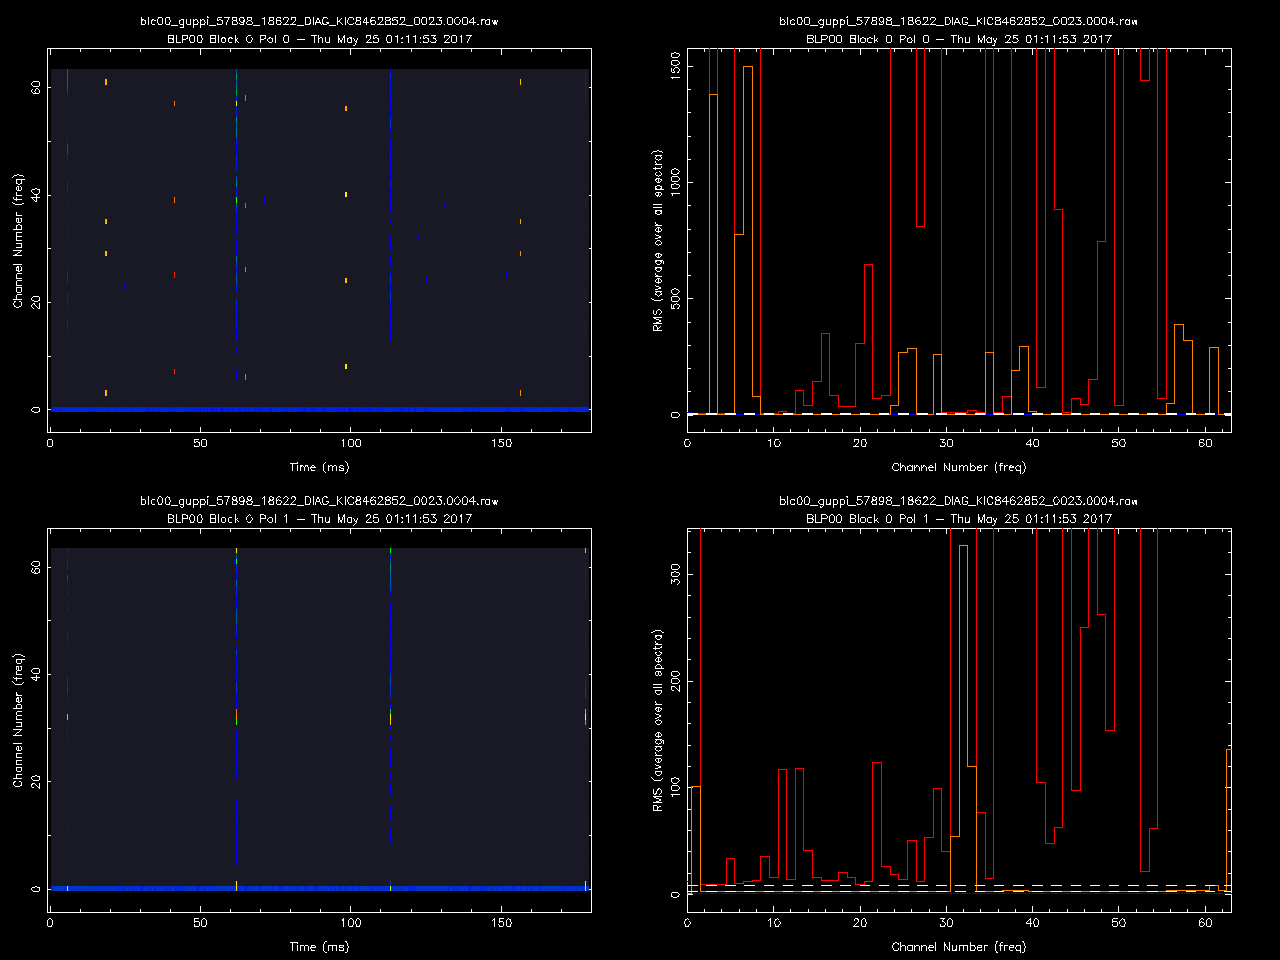 blc00_guppi_57898_18622_DIAG_KIC8462852_0023.0004.raw
BLP00 Block 0 Pol 0 – Thu May 25 01:11:53 2017
Channel Number (freq)
0 20 40 60
0 50 100 150
Time (ms)
blc00_guppi_57898_18622_DIAG_KIC8462852_0023.0004.raw
BLP00 Block 0 Pol 0 – Thu May 25 01:11:53 2017
RMS (average over all spectra)
0 500 1000 1500
0 10 20 30 40 50 60
Channel Number (freq)
blc00_guppi_57898_18622_DIAG_KIC8462852_0023.0004.raw
BLP00 Block 0 Pol 1 – Thu May 25 01:11:53 2017
Channel Number (freq)
0 20 40 60
0 50 100 150
Time (ms)
blc00_guppi_57898_18622_DIAG_KIC8462852_0023.0004.raw
BLP00 Block 0 Pol 1 – Thu May 25 01:11:53 2017
RMS (average over all spectra)
0 100 200 300
0 10 20 30 40 50 60
Channel Number (freq)